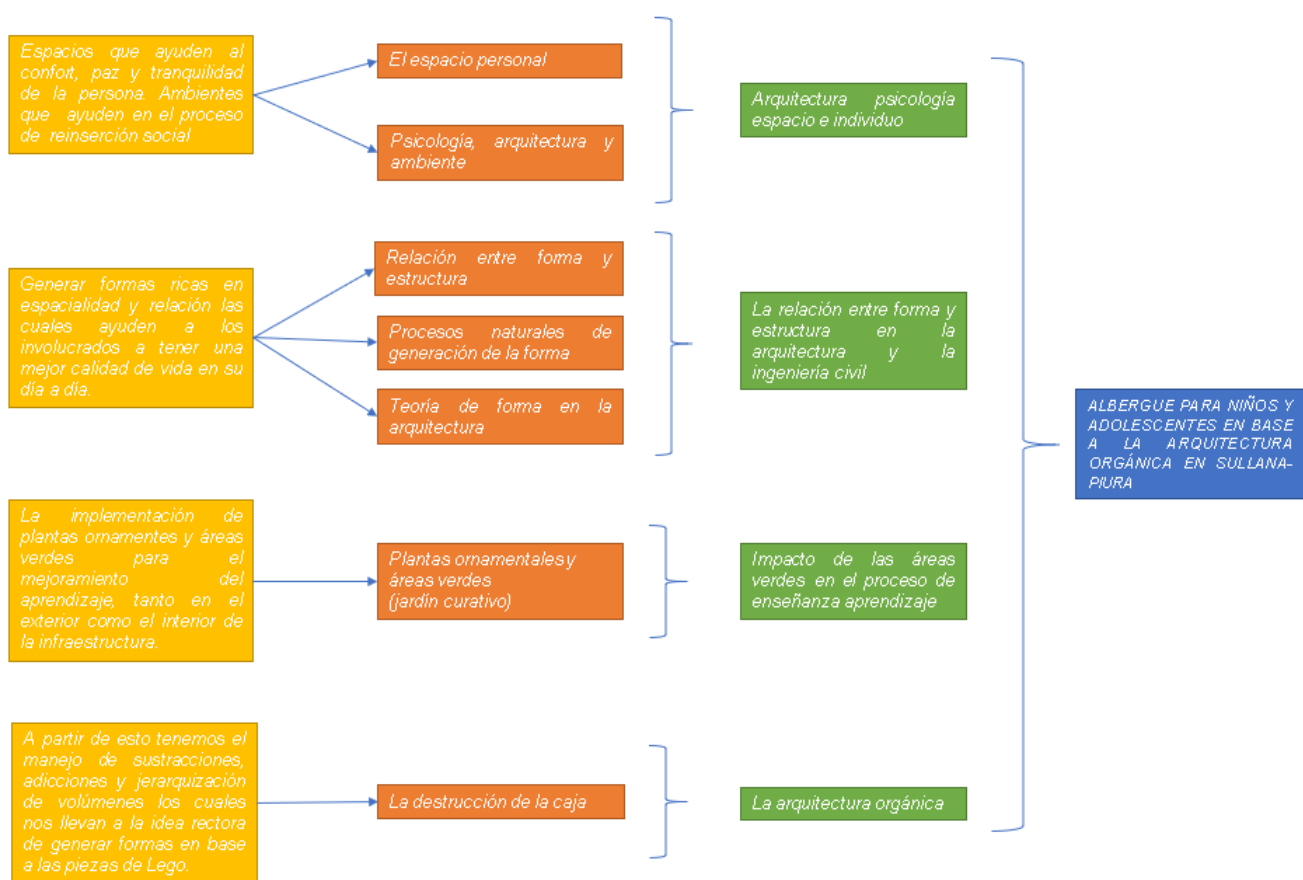 Espacios que ayuden al
confort, paz y tranquilidad
de la persona. Ambientes
que ayuden en el proceso
de reinserción social
El espacio personal
Psicología, arquitectura y
ambiente
Arquitectura psicología
espacio e individuo
Generar formas ricas en
espacialidad y relación las
cuales ayuden a los
involucrados a tener una
mejor calidad de vida en su
día a día.
Relación entre forma y
estructura
Procesos naturales de
generación de la forma
Teoría de forma en la
arquitectura
La relación entre forma y
estructura en la
arquitectura y la
ingeniería civil
La implementación de
plantas ornamentes y áreas
verdes para el
mejoramiento del
aprendizaje, tanto en el
exterior como el interior de
la infraestructura.
Plantas ornamentales y
áreas verdes
(jardín curativo)
Impacto de las áreas
verdes en el proceso de
enseñanza aprendizaje
A partir de esto tenemos el
manejo de sustracciones,
adicciones y jerarquización
de volúmenes los cuales
nos llevan a la idea rectora
de generar formas en base
a las piezas de Lego.
La destrucción de la caja
La arquitectura orgánica
ALBERGUE PARA NIÑOS Y
ADOLESCENTES EN BASE
A LA ARQUITECTURA
ORGÁNICA EN SULLANA-
PIURA